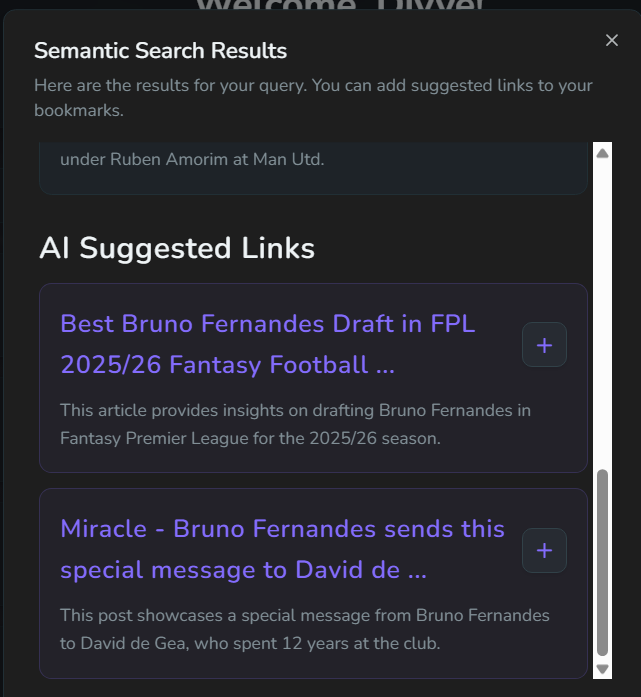 Welcome, Divye!
Semantic Search Results
Here are the results for your query. You can add suggested links to your
bookmarks.
under Ruben Amorim at Man Utd.
AI Suggested Links
Best Bruno Fernandes Draft in FPL
2025/26 Fantasy Football ...
This article provides insights on drafting Bruno Fernandes in
Fantasy Premier League for the 2025/26 season.
Miracle - Bruno Fernandes sends this
special message to David de ...
This post showcases a special message from Bruno Fernandes
to David de Gea, who spent 12 years at the club.